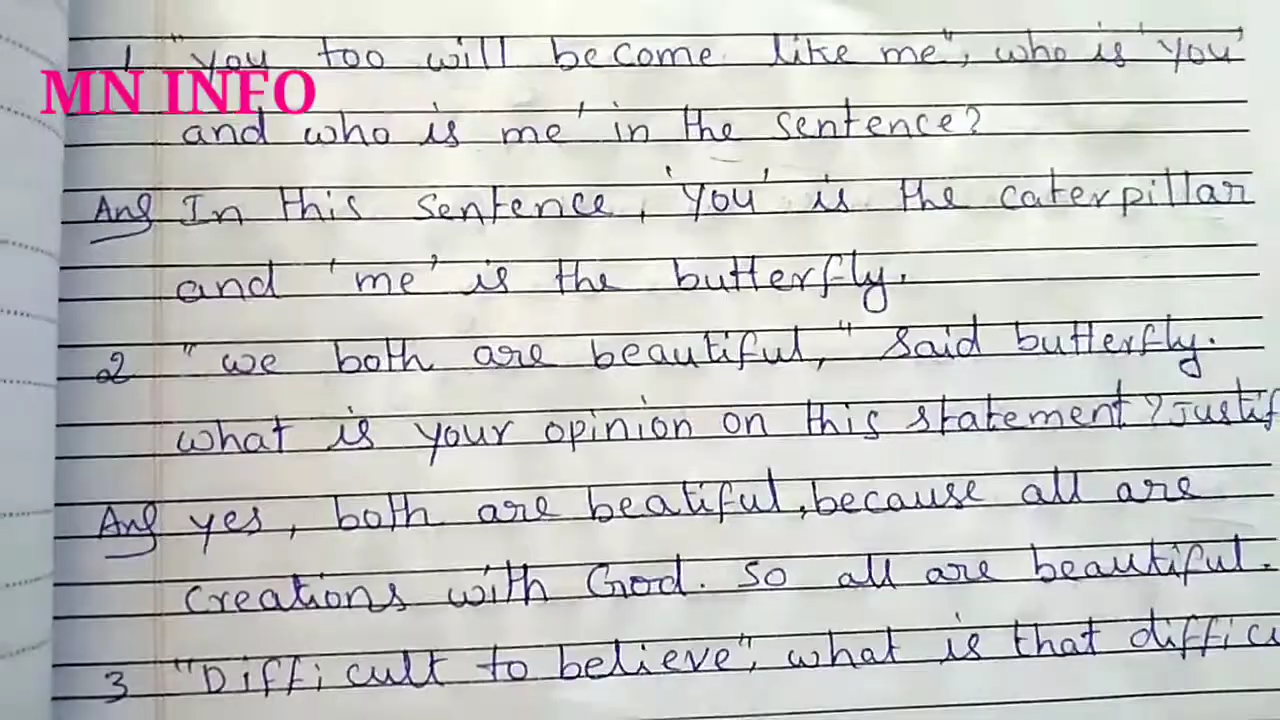 1 "you too will become like me", who is 'you'
MN INFO
and who is me' in the sentence?
Ans In this sentence, 'you' is the caterpillar
and 'me' is the butterfly.
2 "we both are beautiful," said butterfly.
what is your opinion on this statement? Justif
Ans yes, both are beatiful, because all are
creations with God. so all are beautiful.
3 "Difficult to believe", what is that difficu